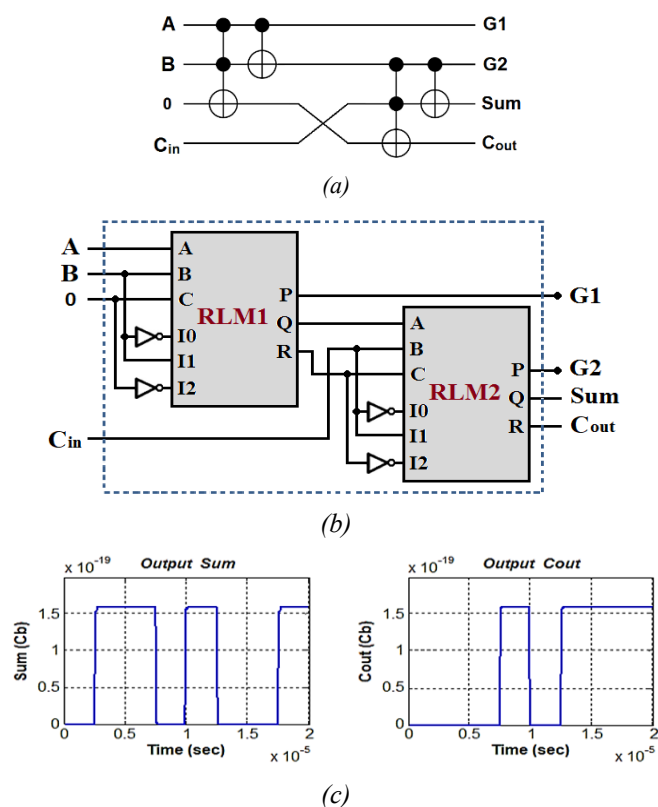 A G1
B G2
0 Sum
Cin Cout
(a)
A A
B B
0 C P G1
RLM1 Q A
I0 R B
I1 C P G2
I2 RLM2 Q Sum
Cin I0 R Cout
I1
I2
(b)
x 10 -19 Output Sum
1.5
1
0.5
0
Sum (Cb)
0 0.5 1 1.5 2
Time (sec) x 10 -5
x 10 -19 Output Cout
1.5
1
0.5
0
Cout (Cb)
0 0.5 1 1.5 2
Time (sec) x 10 -5
(c)